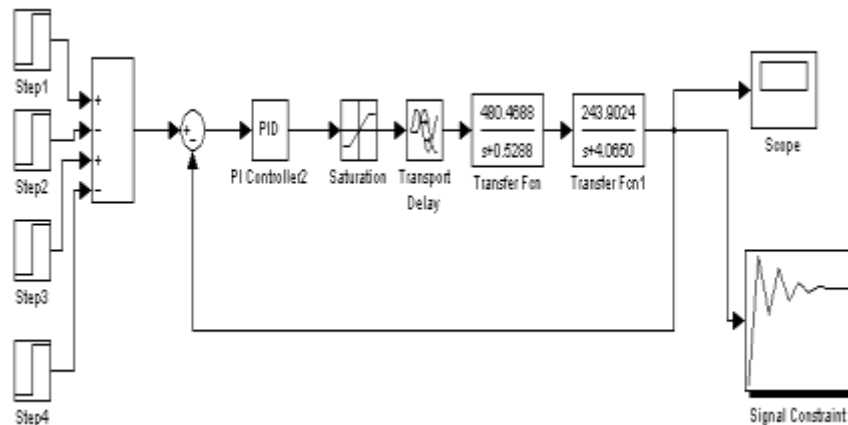 Step1
+
-
+
-
Step2
Step3
Step4
+
-
PID
PI Controller2
Saturation
Transport
Delay
480.4688
s+0.5288
Transfer Fcn
243.9024
s+4.0650
Transfer Fcn1
Scope
Signal Constraint